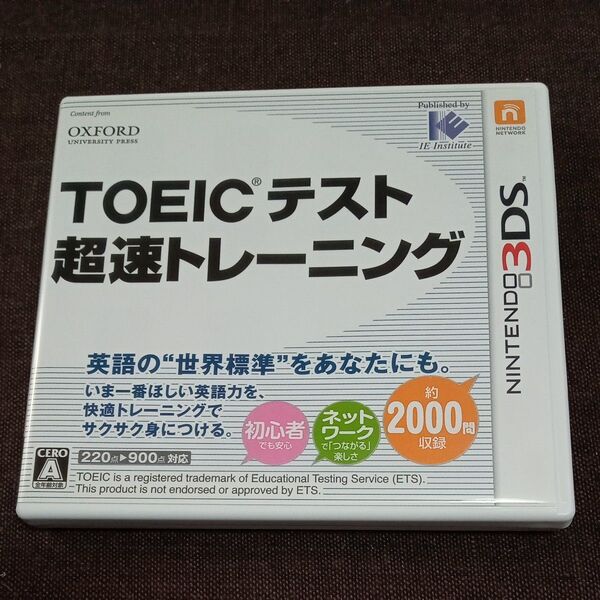 Content from
OXFORD
UNIVERSITY PRESS
Published by
IE Institute
NINTENDO
NETWORK
TOEIC® テスト
超速トレーニング
NINTENDO3DS™
英語の“世界標準”をあなたにも。
いま一番ほしい英語力を、
快適トレーニングで
サクサク身につける。
初心者
でも安心
ネット
ワーク
で「つながる」
楽しさ
約
2000問
収録
CERO
A
全年齢対象
220点▶900点 対応
TOEIC is a registered trademark of Educational Testing Service (ETS).
This product is not endorsed or approved by ETS.